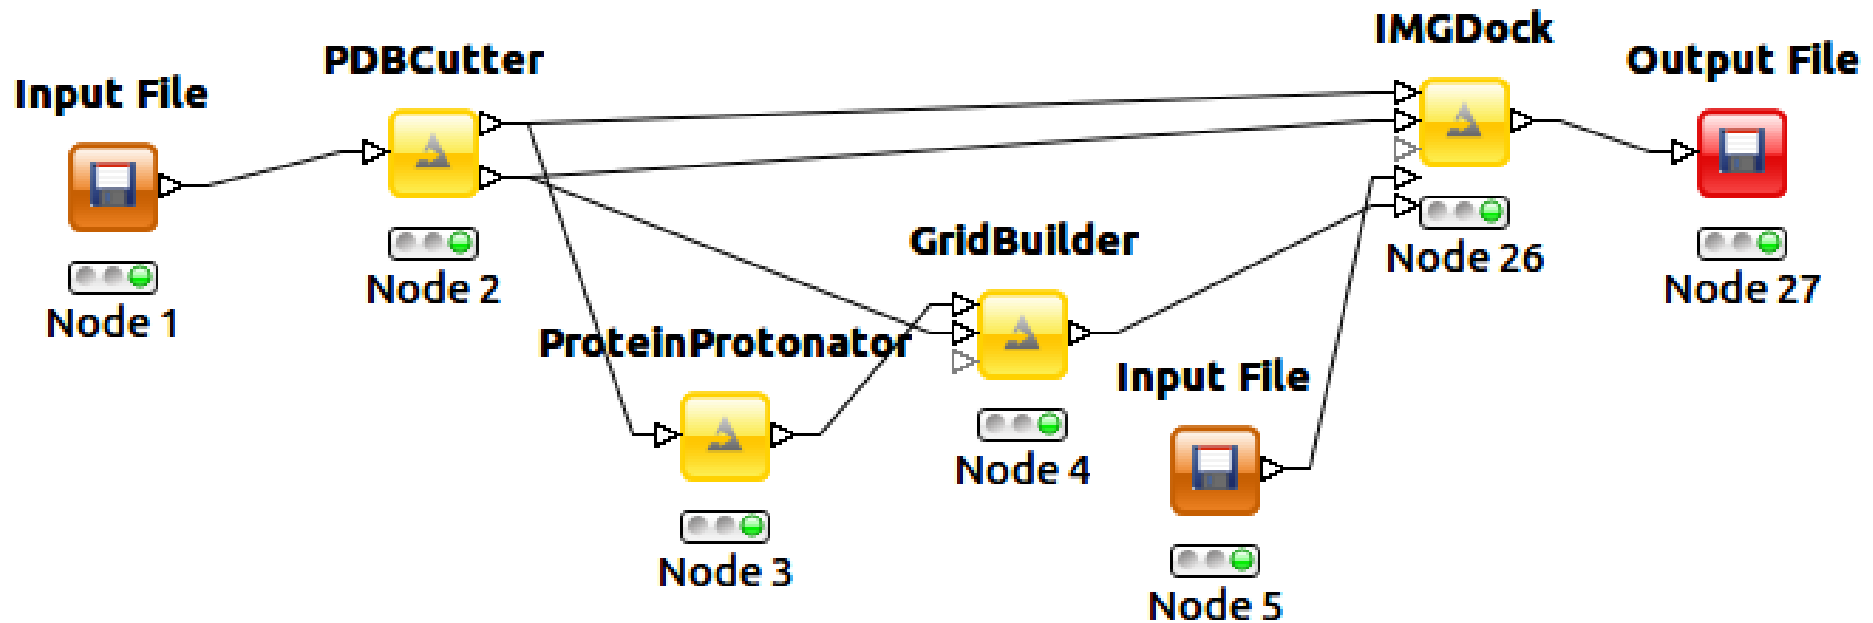 Input File
Node 1
PDBCutter
Node 2
ProteinProtonator
Node 3
GridBuilder
Node 4
Input File
Node 5
IMGDock
Node 26
Output File
Node 27